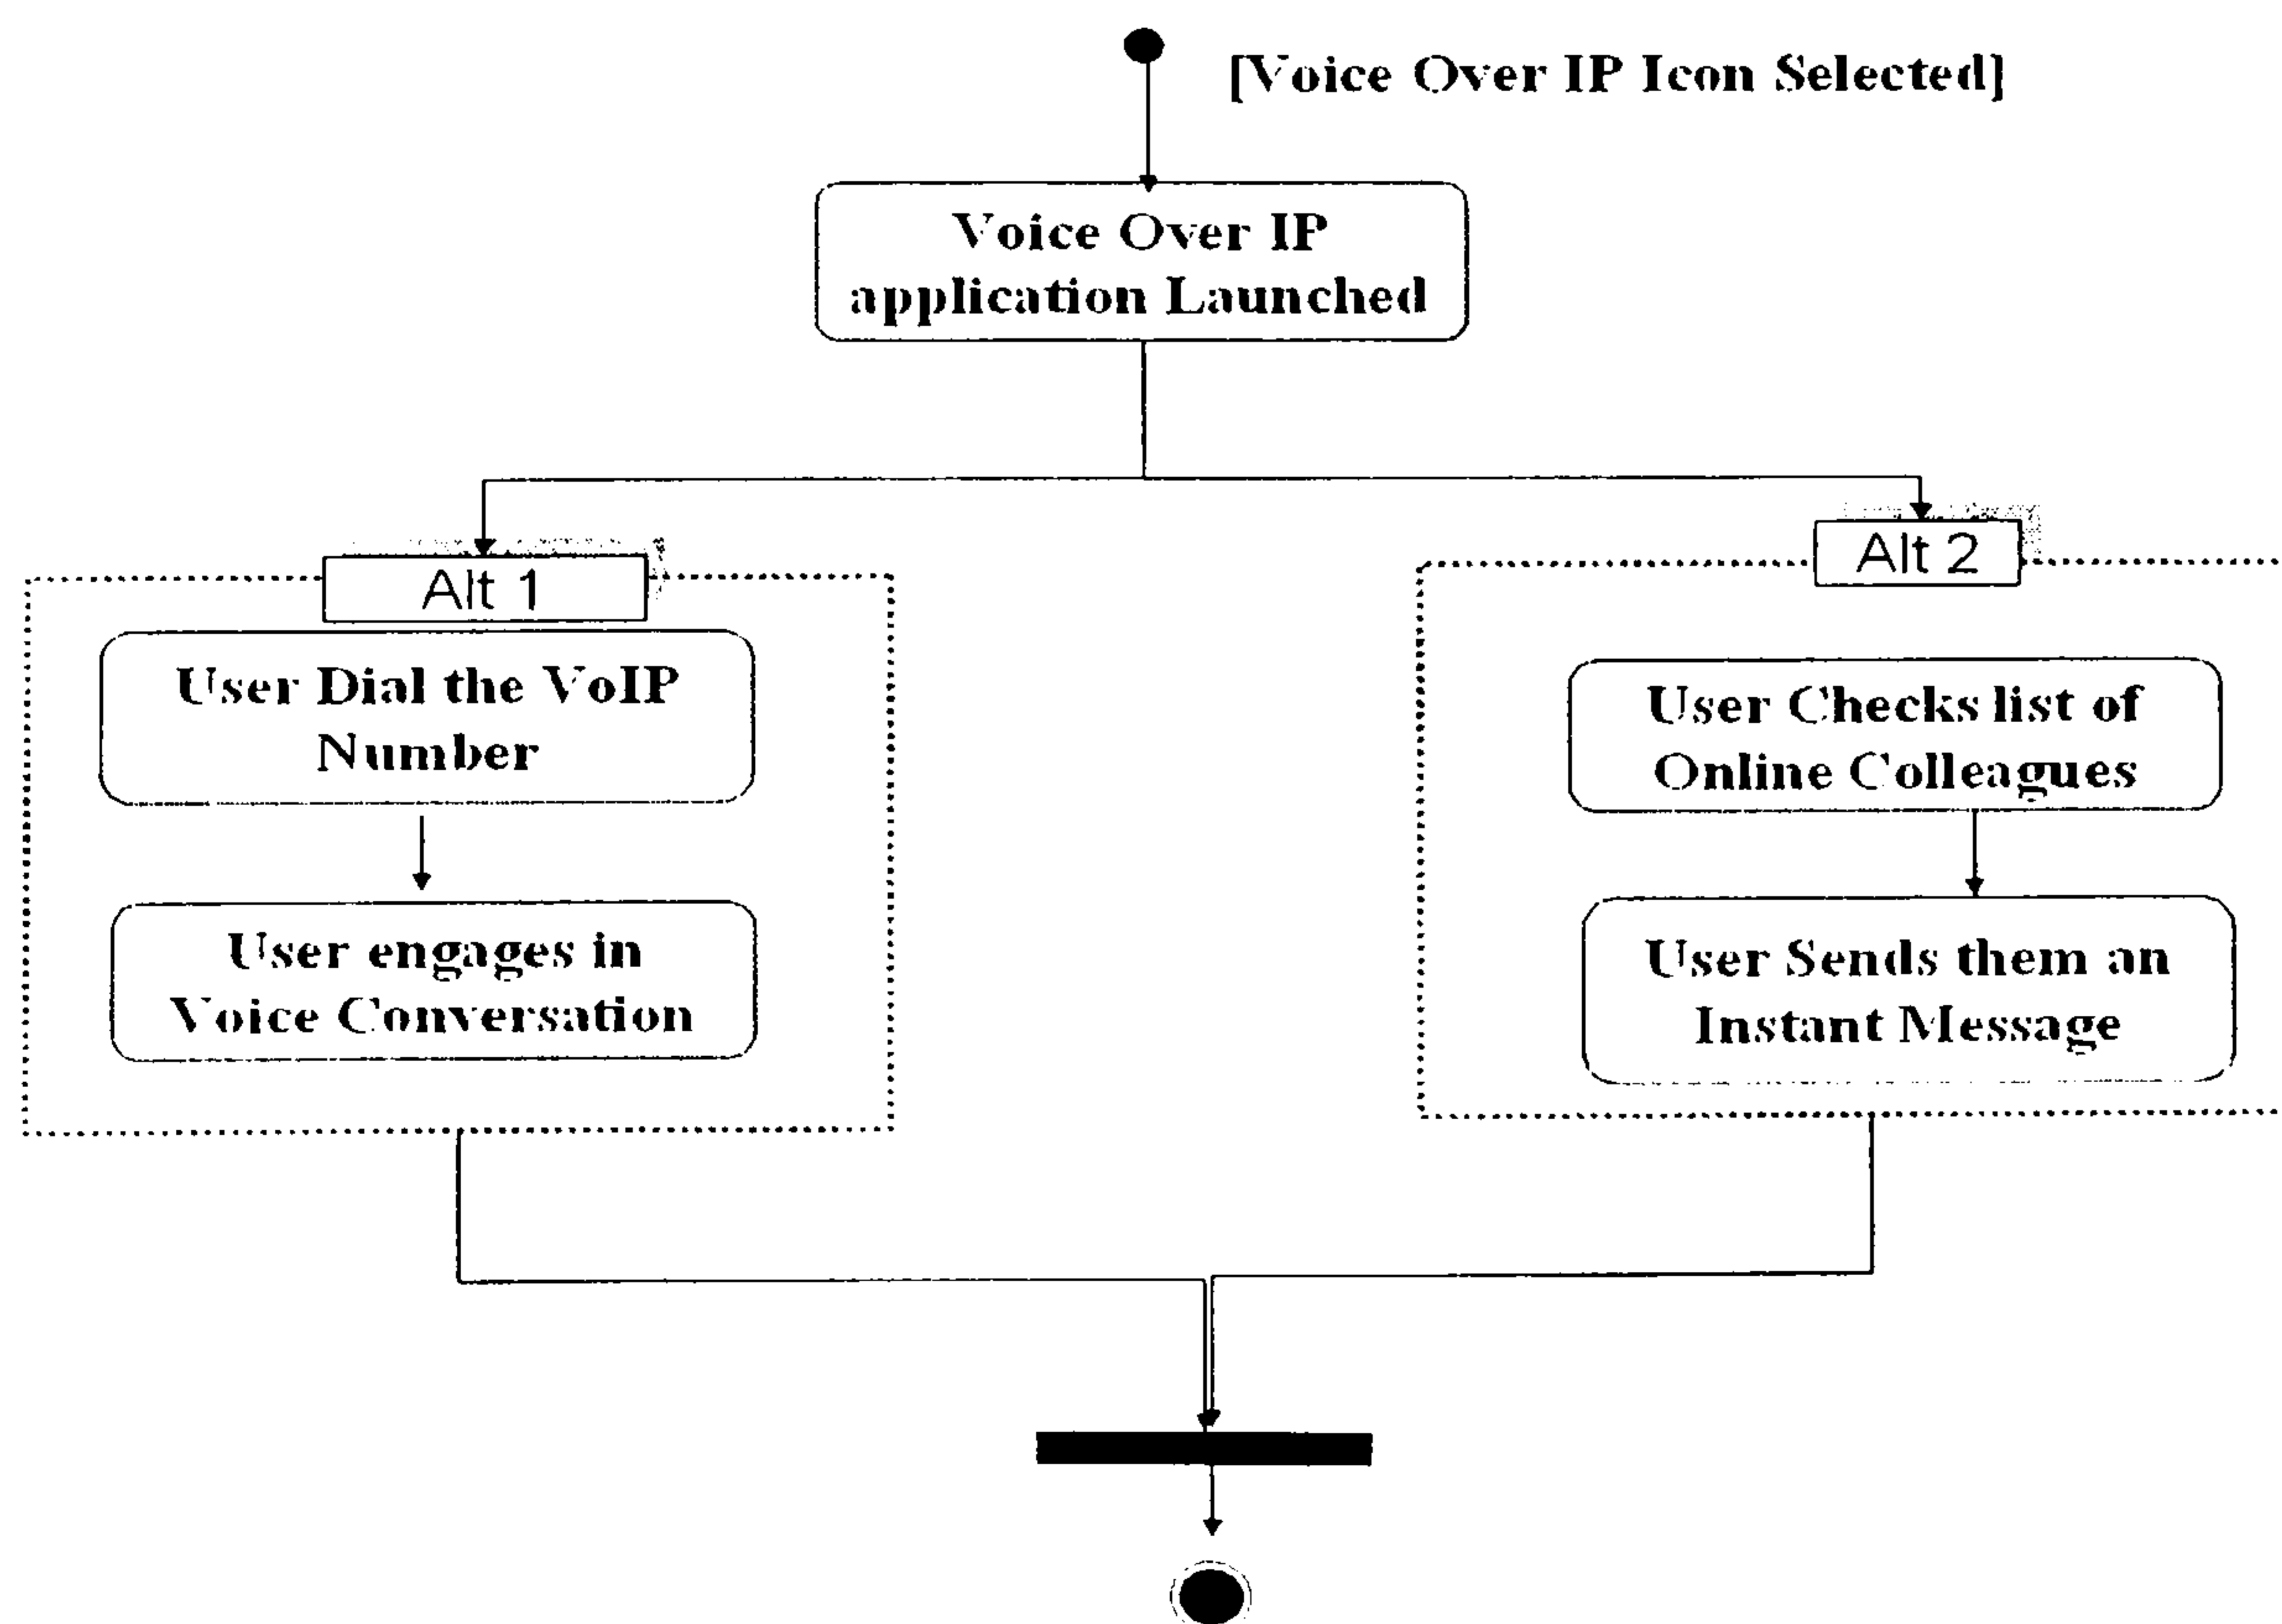 [Voice Over IP Icon Selected]
Voice Over IP
application Launched
Alt 1
User Dial the VoIP
Number
User engages in
Voice Conversation
Alt 2
User Checks list of
Online Colleagues
User Sends them an
Instant Message